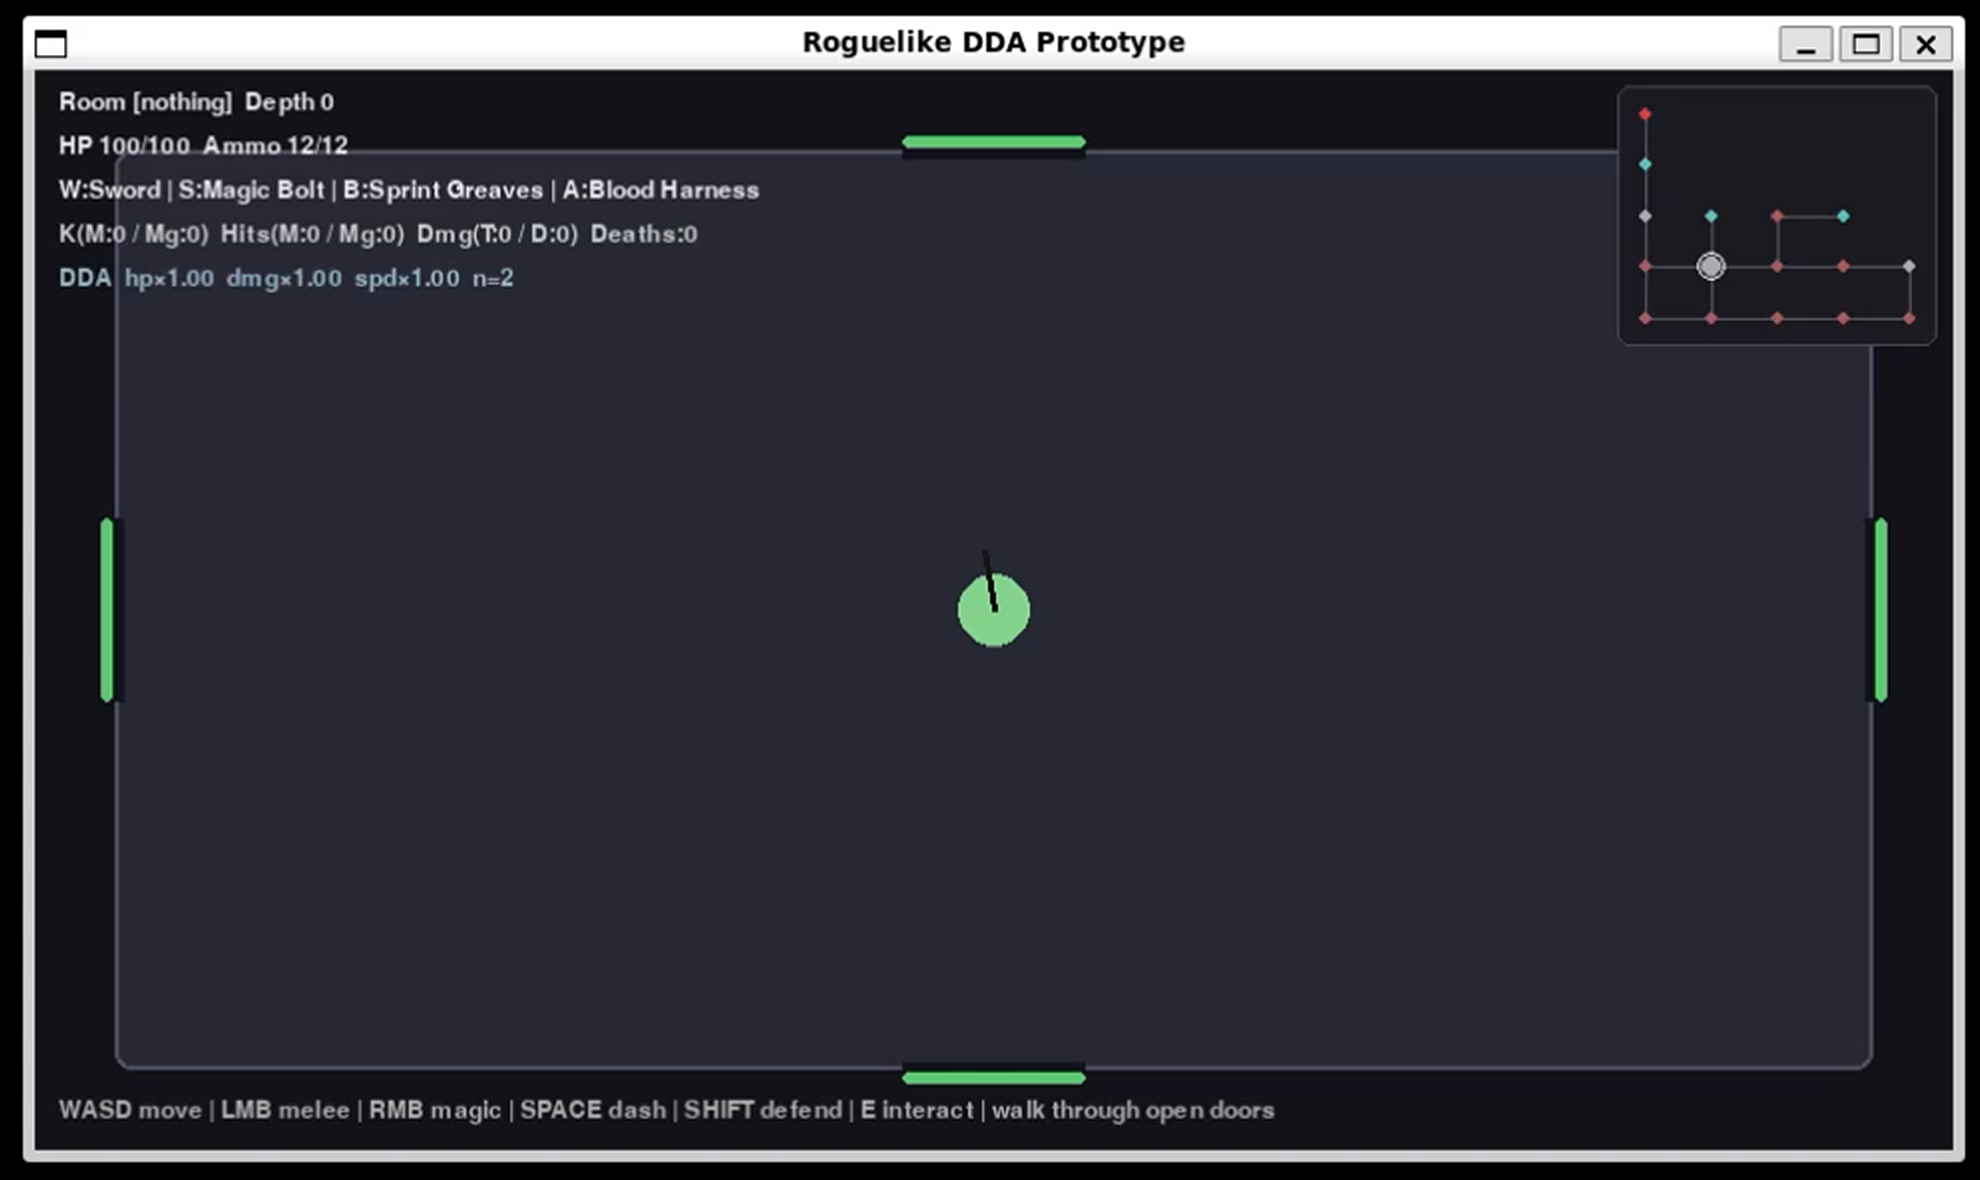 Roguelike DDA Prototype
Room [nothing] Depth 0
HP 100/100 Ammo 12/12
W:Sword | S:Magic Bolt | B:Sprint Greaves | A:Blood Harness
K(M:0 / Mg:0) Hits(M:0 / Mg:0) Dmg(T:0 / D:0) Deaths:0
DDA hp×1.00 dmg×1.00 spd×1.00 n=2
WASD move | LMB melee | RMB magic | SPACE dash | SHIFT defend | E interact | walk through open doors